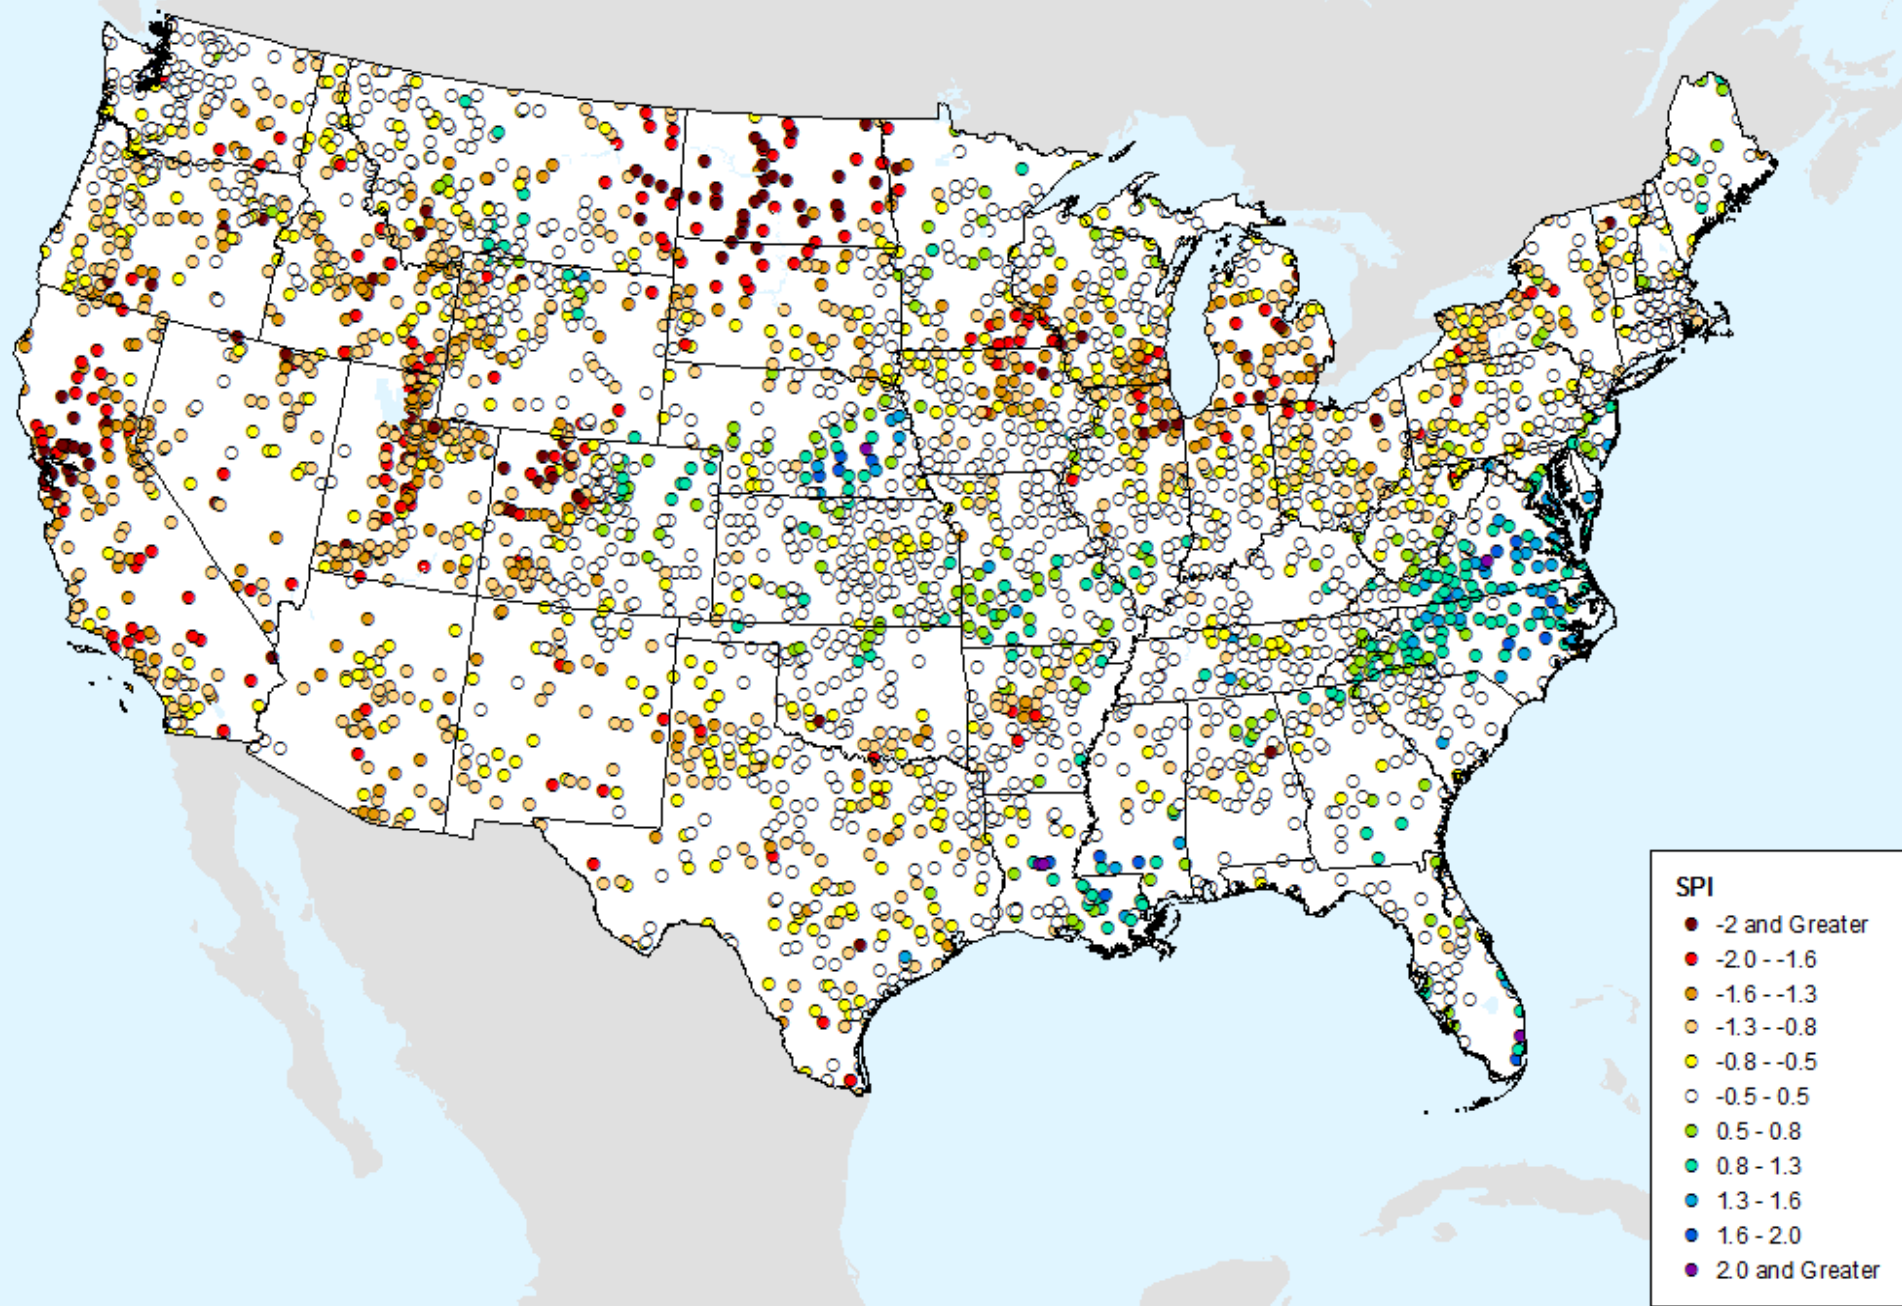 SPI
-2 and Greater
-2.0 - -1.6
-1.6 - -1.3
-1.3 - -0.8
-0.8 - -0.5
-0.5 - 0.5
0.5 - 0.8
0.8 - 1.3
1.3 - 1.6
1.6 - 2.0
2.0 and Greater